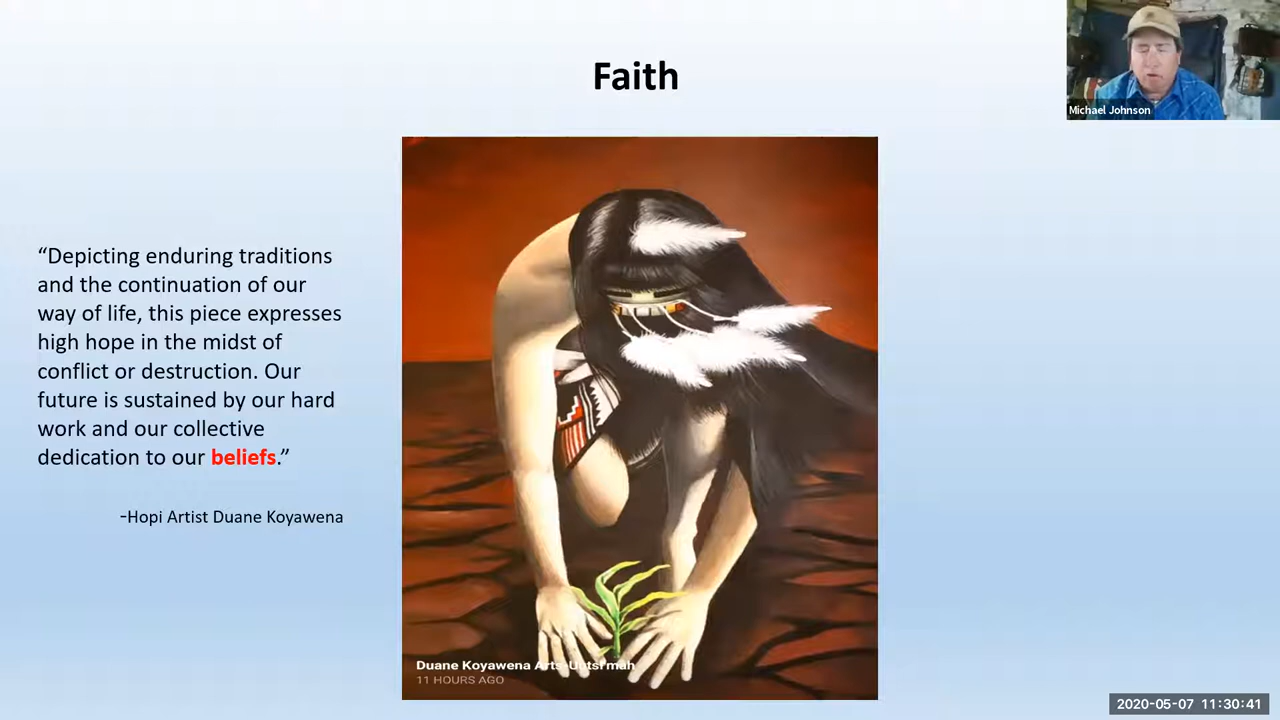 Faith
Michael Johnson
“Depicting enduring traditions
and the continuation of our
way of life, this piece expresses
high hope in the midst of
conflict or destruction. Our
future is sustained by our hard
work and our collective
dedication to our beliefs.”
-Hopi Artist Duane Koyawena
Duane Koyawena Arts
11 HOURS AGO
2020-05-07 11:30:41